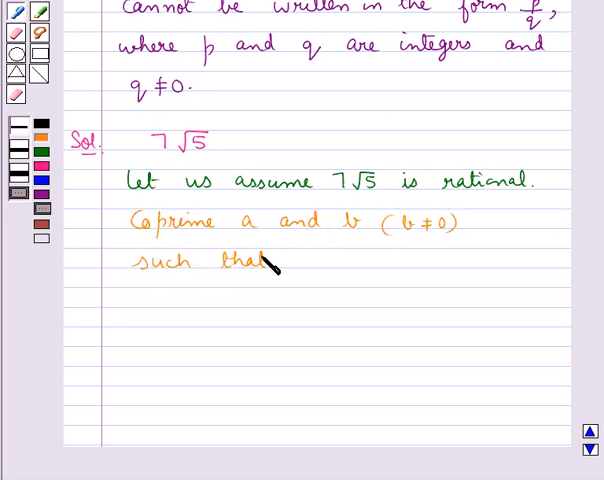 cannot be written in the form p/q,
where p and q are integers and
q ≠ 0.
Sol. 7√5
Let us assume 7√5 is rational.
Coprime a and b (b ≠ 0)
such that